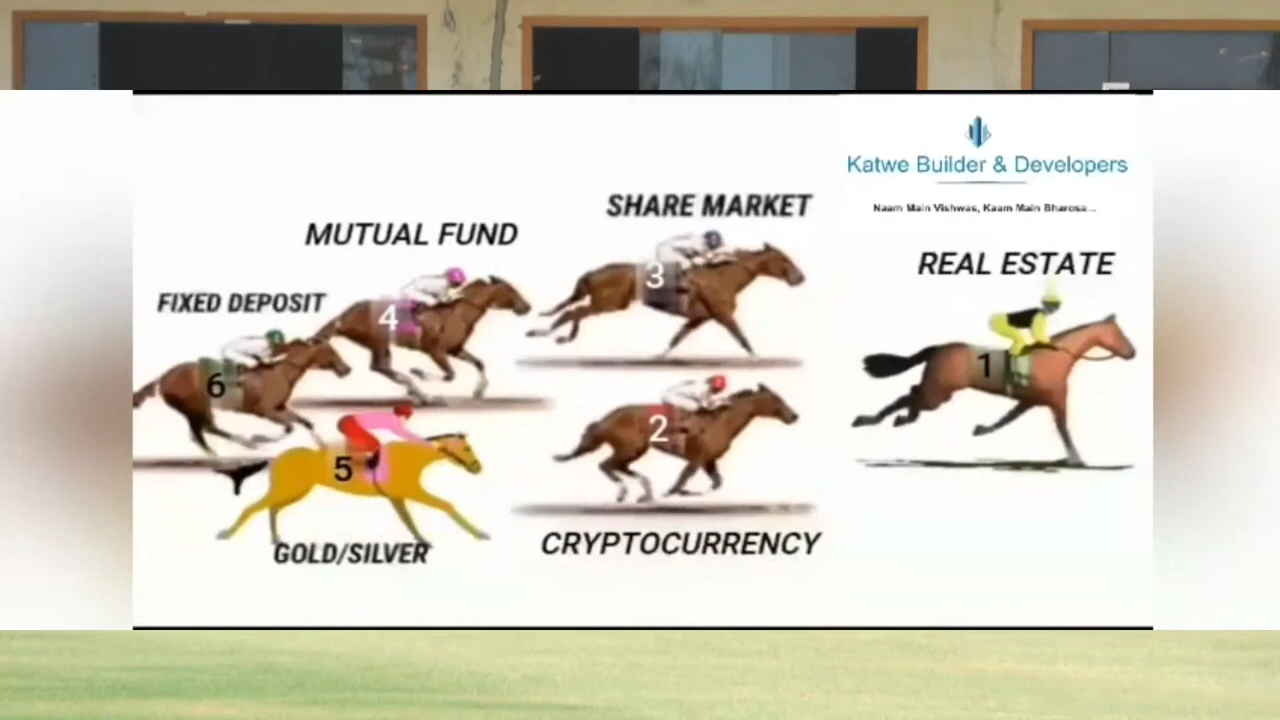 Katwe Builder & Developers
Naam Main Vishwas, Kaam Main Bharosa...
SHARE MARKET
MUTUAL FUND
REAL ESTATE
FIXED DEPOSIT
3
4
1
6
2
5
CRYPTOCURRENCY
GOLD/SILVER